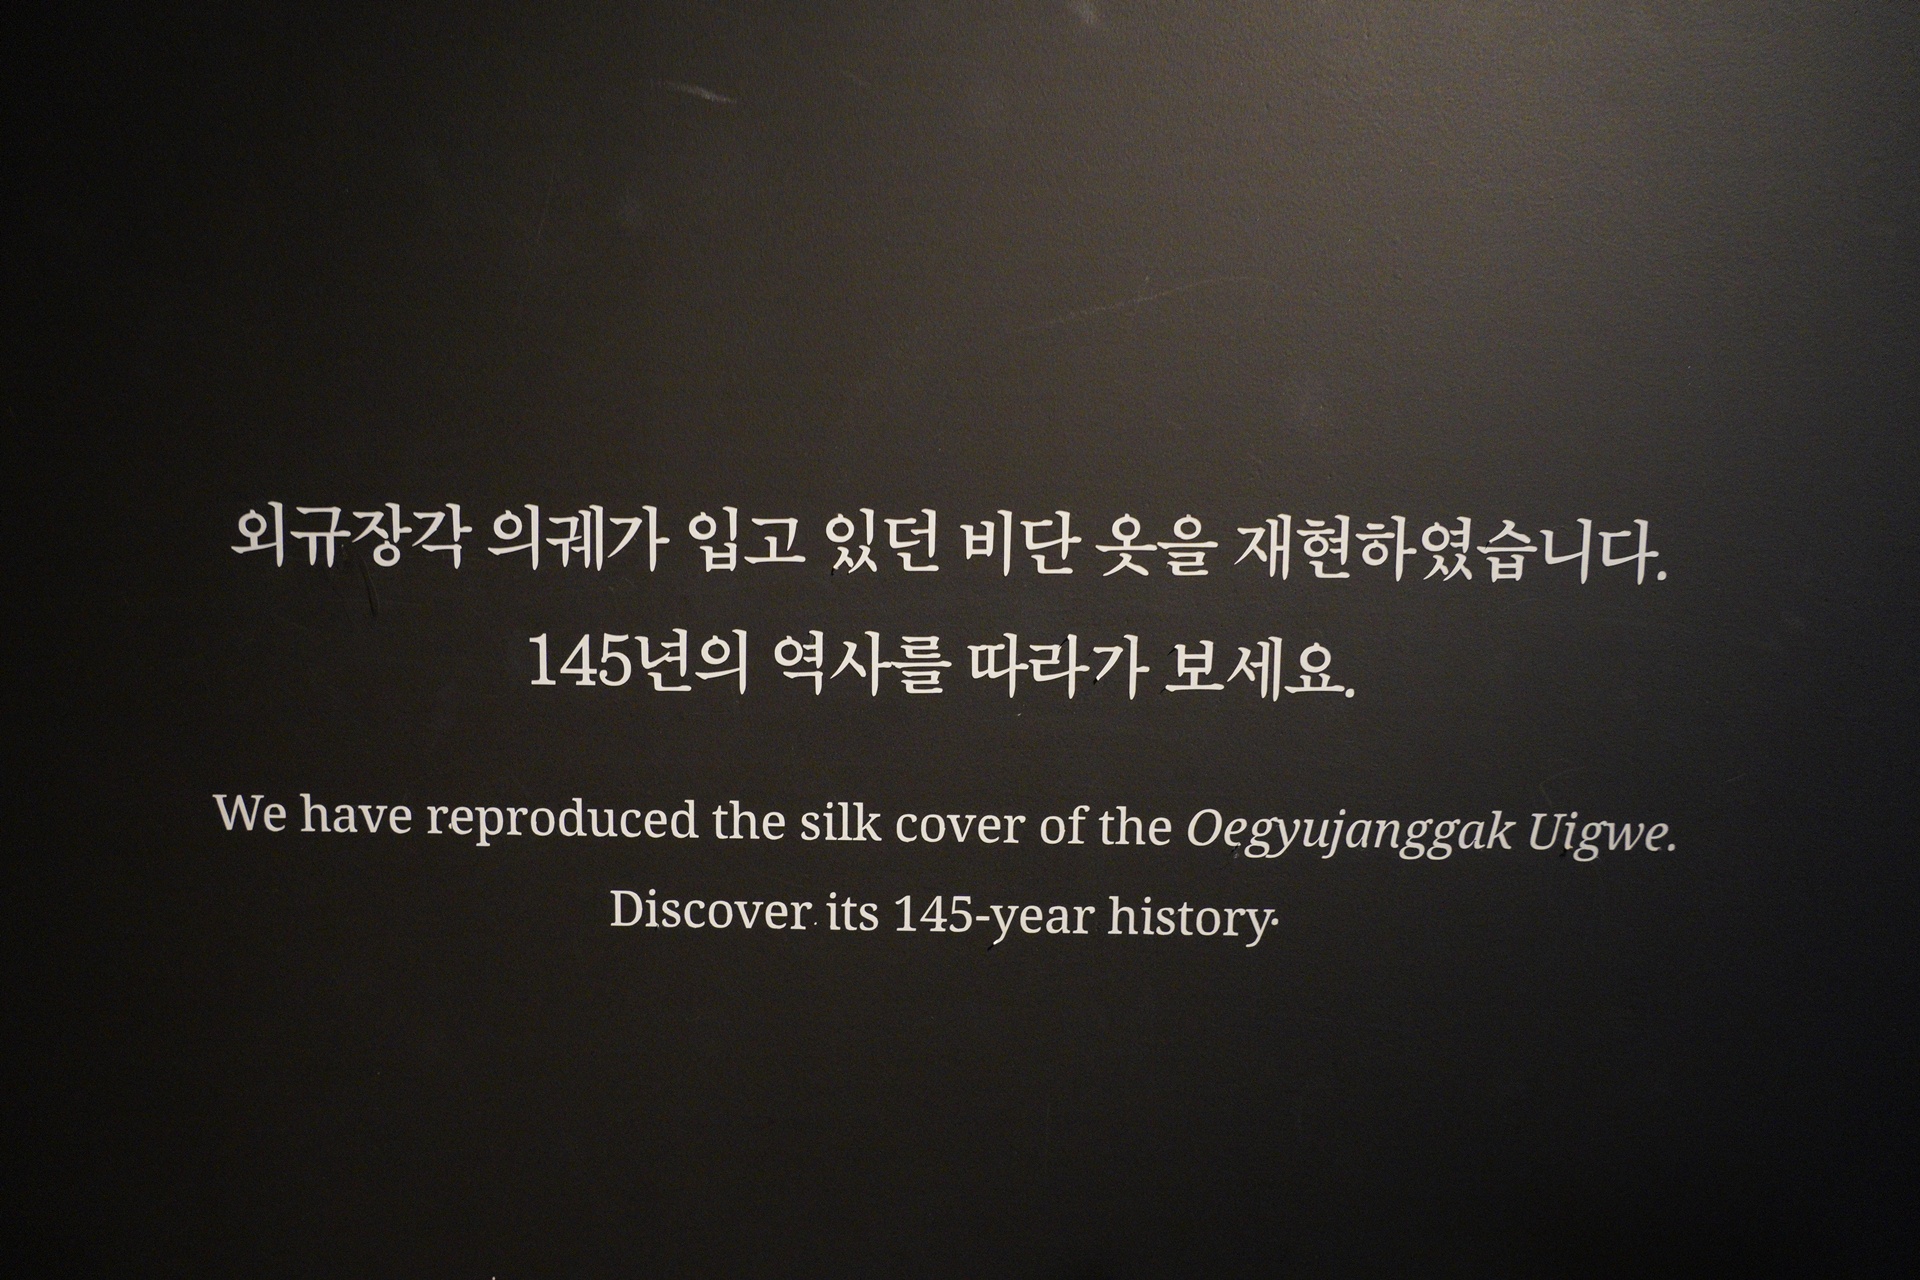 외규장각 의궤가 입고 있던 비단 옷을 재현하였습니다.
145년의 역사를 따라가 보세요.
We have reproduced the silk cover of the Oegyujanggak Uigwe.
Discover its 145-year history.